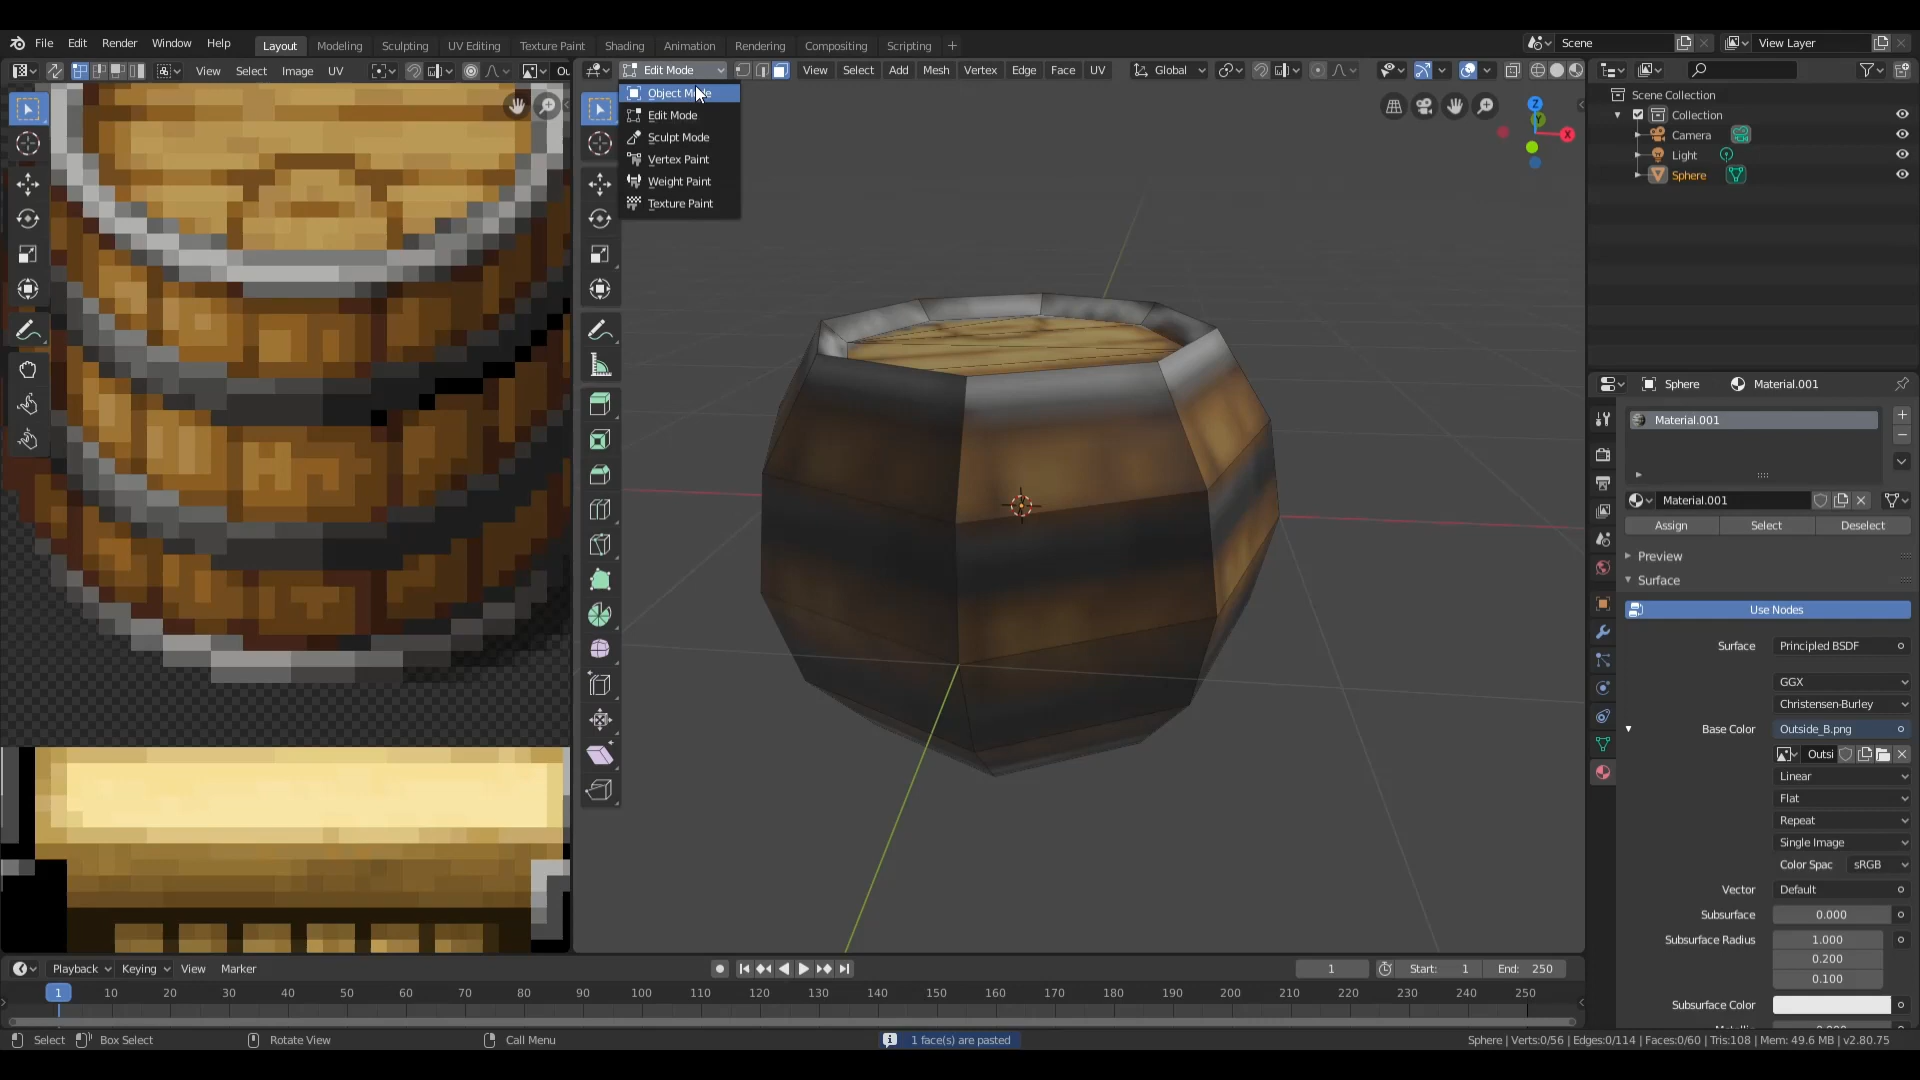 File Edit Render Window Help Layout Modeling Sculpting UV Editing Texture Paint Shading Animation Rendering Compositing Scripting + Scene View Layer
View Select Image UV Ou Edit Mode View Select Add Mesh Vertex Edge Face UV Global
Object Mode
Edit Mode
Sculpt Mode
Vertex Paint
Weight Paint
Texture Paint
Z
Y
X
Scene Collection
Collection
Camera
Light
Sphere
Sphere Material.001
Material.001
Material.001
Assign Select Deselect
Preview
Surface
Use Nodes
Surface Principled BSDF
GGX
Christensen-Burley
Base Color Outside_B.png
Outsi
Linear
Flat
Repeat
Single Image
Color Spac sRGB
Vector Default
Subsurface 0.000
Subsurface Radius 1.000
0.200
0.100
Subsurface Color
Playback Keying View Marker 1 Start: 1 End: 250
1 10 20 30 40 50 60 70 80 90 100 110 120 130 140 150 160 170 180 190 200 210 220 230 240 250
Select Box Select Rotate View Call Menu 1 face(s) are pasted Sphere | Verts:0/56 | Edges:0/114 | Faces:0/60 | Tris:108 | Mem: 49.6 MB | v2.80.75